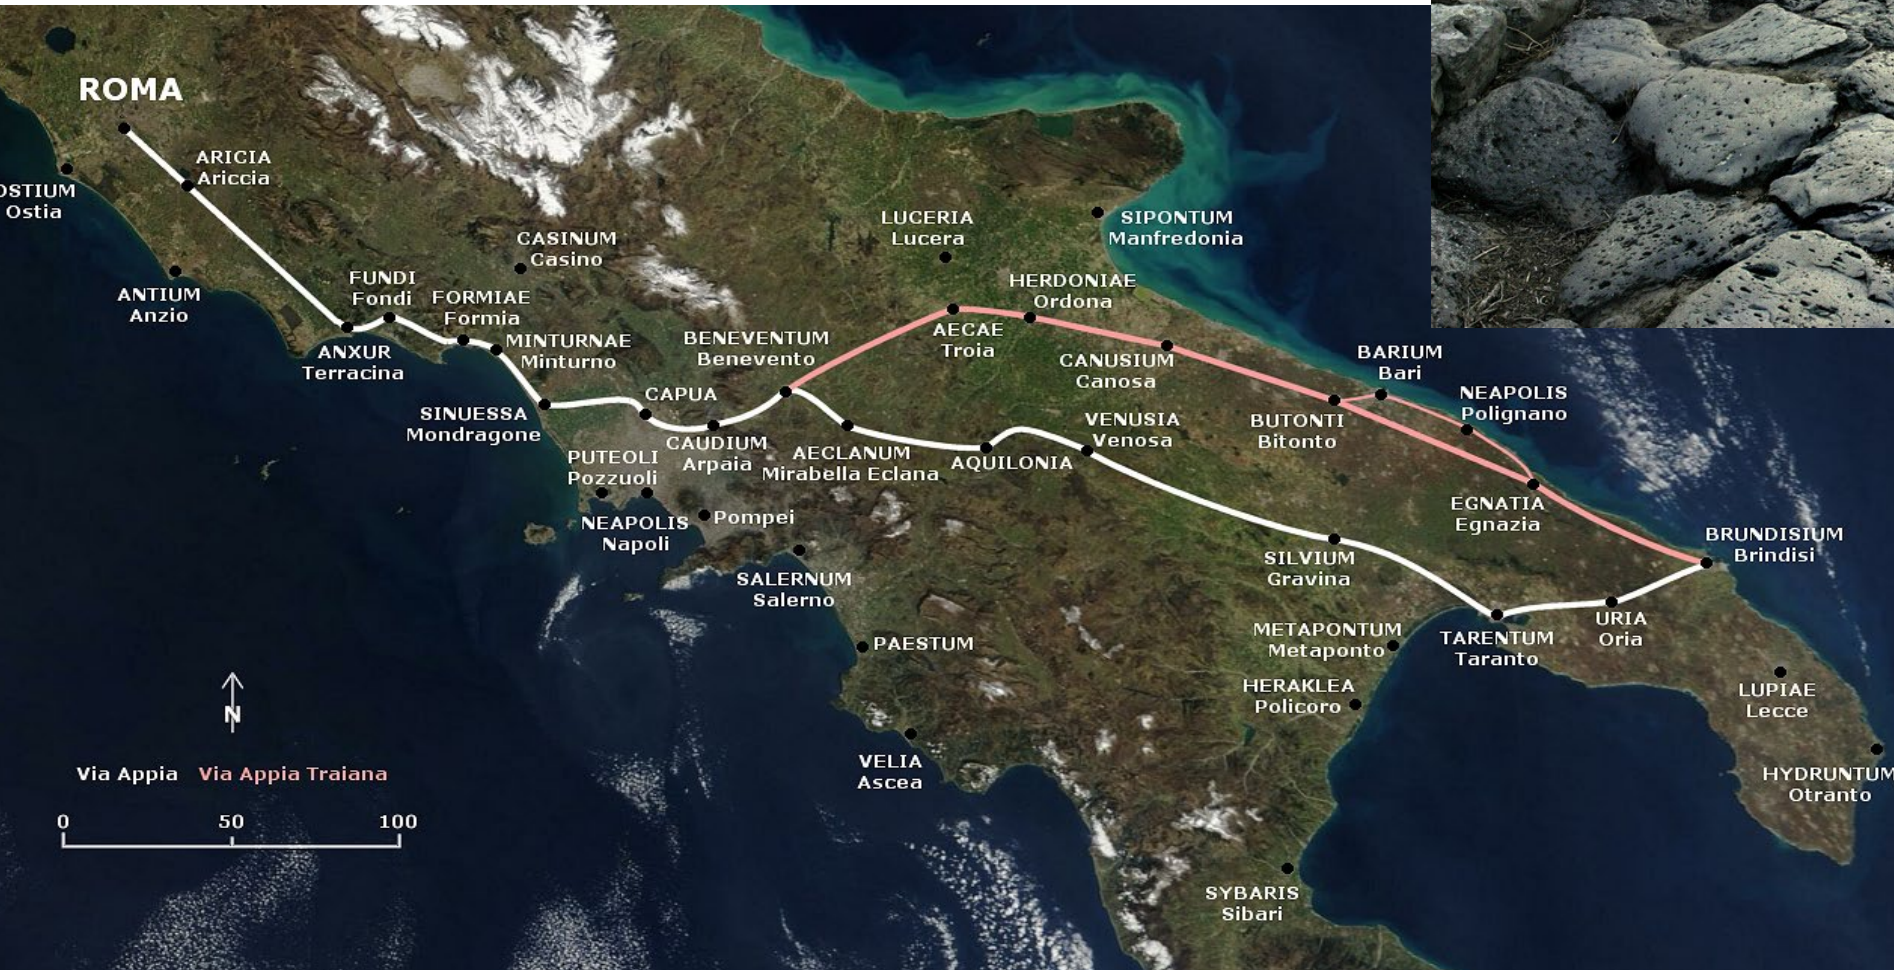 ROMA
ARICIA
Ariccia
OSTIUM
Ostia
ANTIUM
Anzio
FUNDI
Fondi
FORMIAE
Formia
ANXUR
Terracina
MINTURNAE
Minturno
CASINUM
Casino
SINUESSA
Mondragone
CAPUA
CAUDIUM
Arpaia
BENEVENTUM
Benevento
PUTEOLI
Pozzuoli
NEAPOLIS
Napoli
Pompei
SALERNUM
Salerno
PAESTUM
VELIA
Ascea
AECLANUM
Mirabella Eclana
AQUILONIA
VENUSIA
Venosa
LUCERIA
Lucera
SIPONTUM
Manfredonia
HERDONIAE
Ordona
AECAE
Troia
CANUSIUM
Canosa
BUTONTI
Bitonto
BARIUM
Bari
NEAPOLIS
Polignano
EGNATIA
Egnazia
BRUNDISIUM
Brindisi
SILVIUM
Gravina
METAPONTUM
Metaponto
HERAKLEA
Policoro
TARENTUM
Taranto
URIA
Oria
LUPIAE
Lecce
HYDRUNTUM
Otranto
SYBARIS
Sibari
N
Via Appia Via Appia Traiana
0 50 100